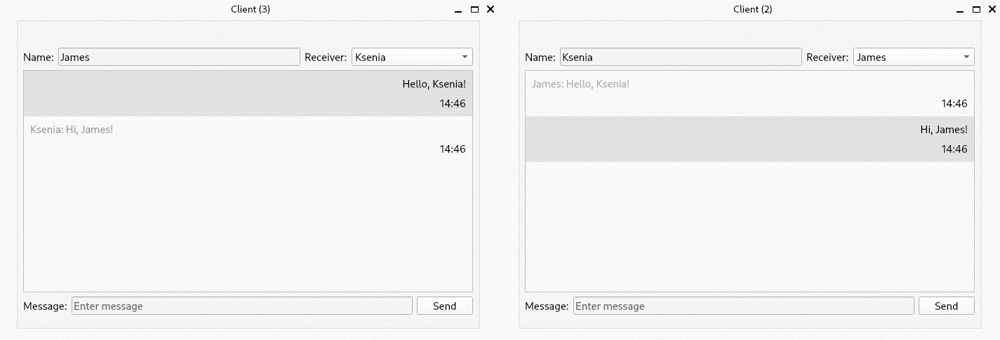 Client (3)
Name: James Receiver: Ksenia
Hello, Ksenia!
14:46
Ksenia: Hi, James!
14:46
Message: Enter message Send
Client (2)
Name: Ksenia Receiver: James
James: Hello, Ksenia!
14:46
Hi, James!
14:46
Message: Enter message Send